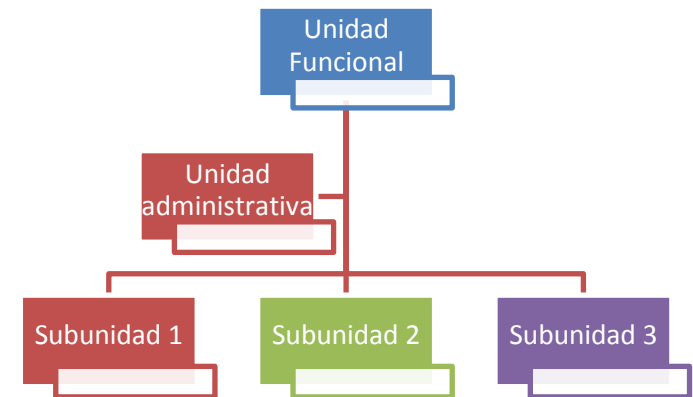 Unidad
Funcional
Unidad
administrativa
Subunidad 1
Subunidad 2
Subunidad 3